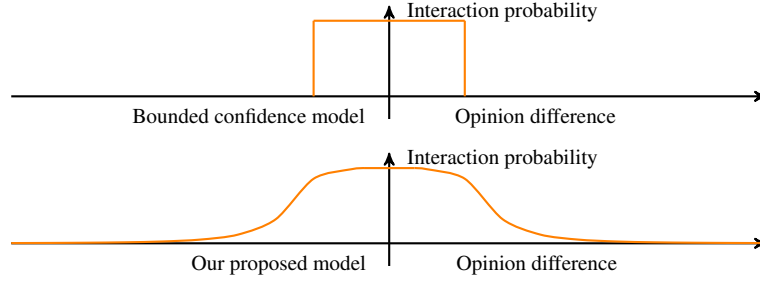 Interaction probability
Bounded confidence model
Opinion difference
Interaction probability
Our proposed model
Opinion difference